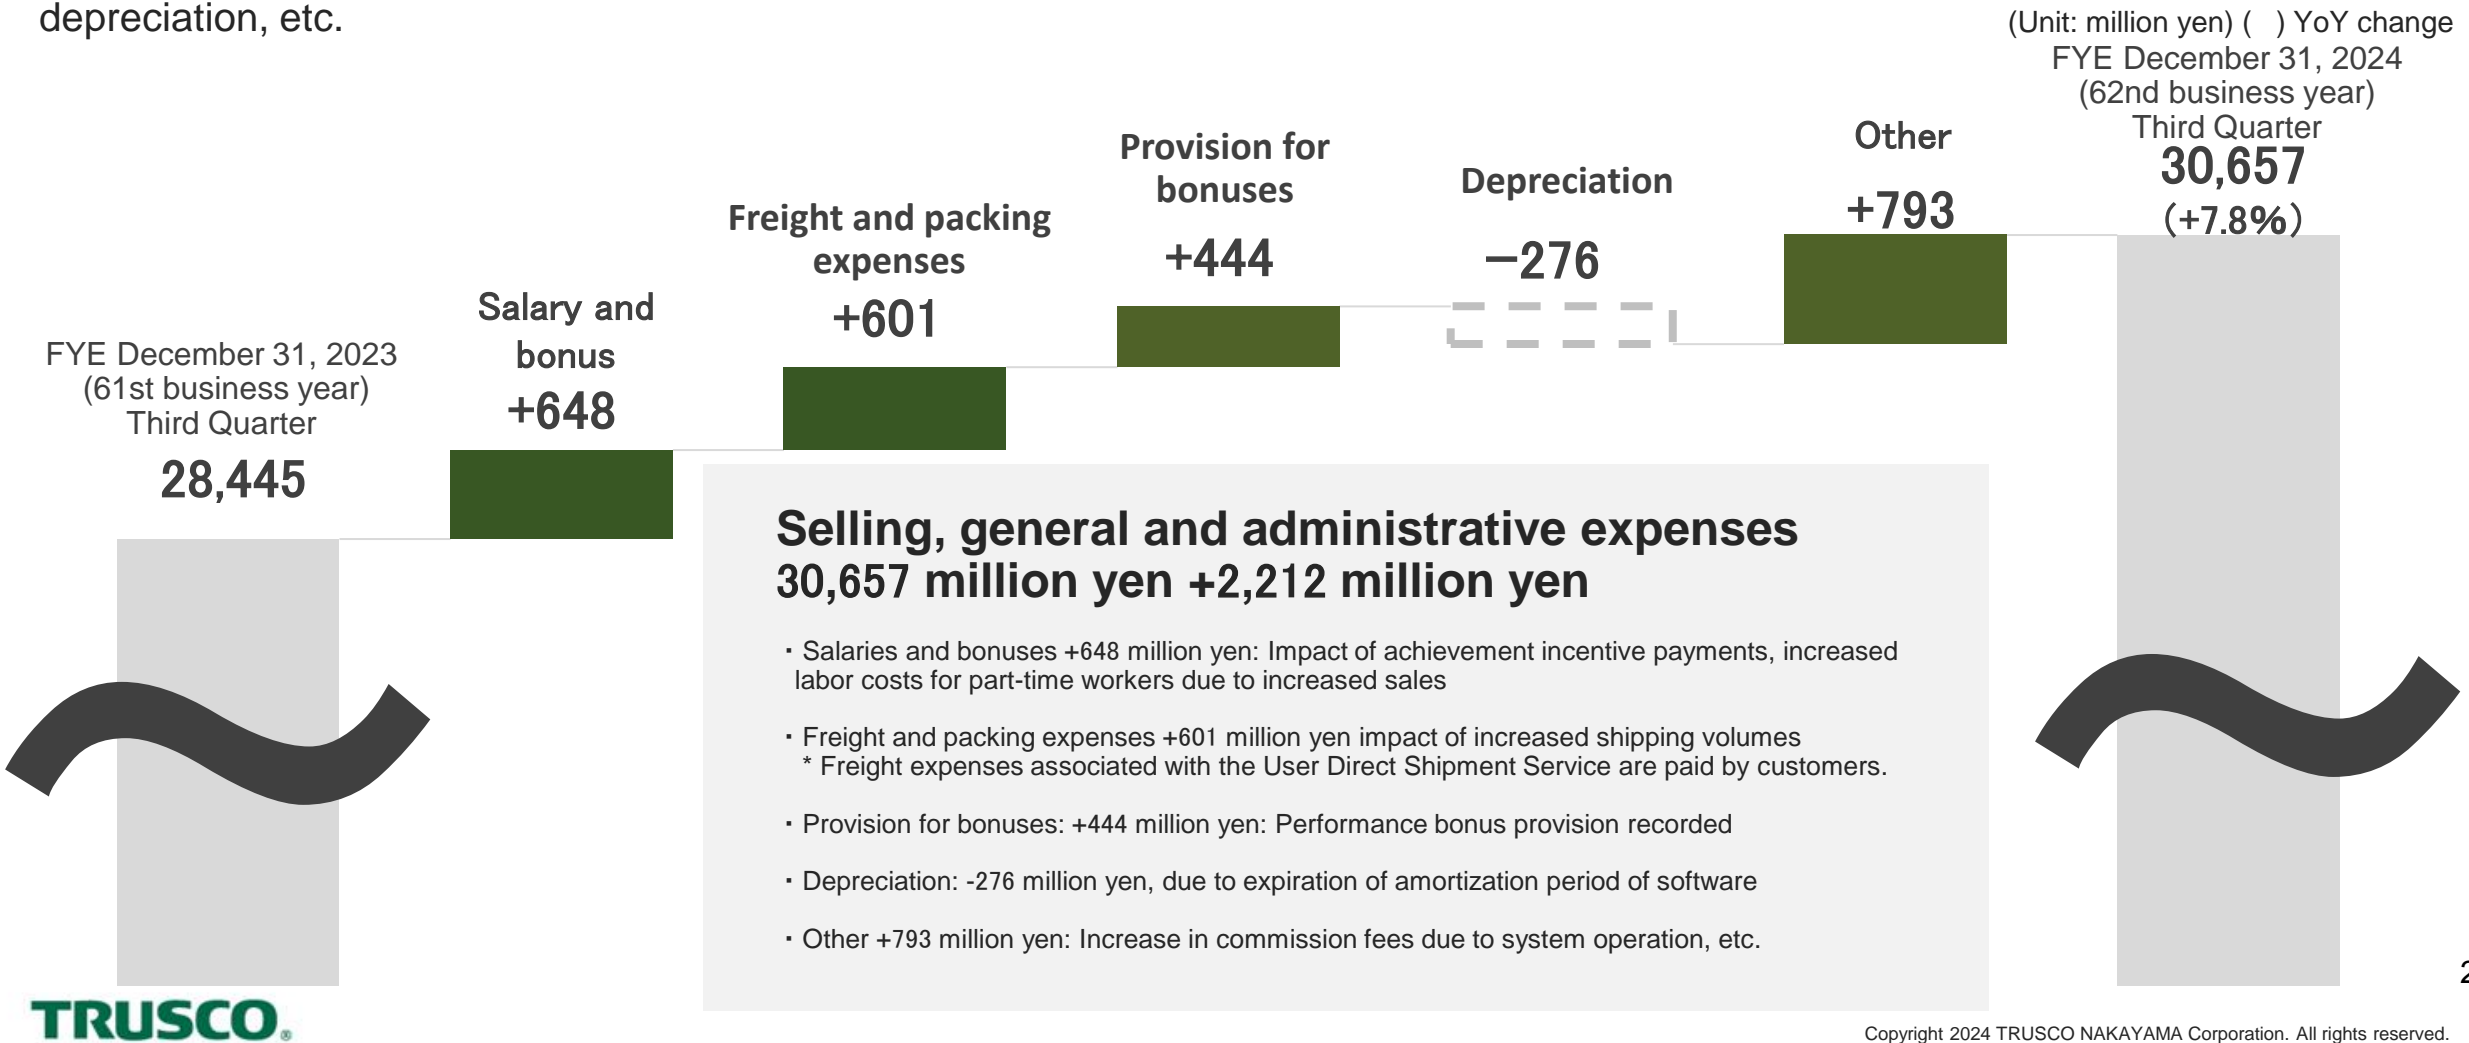 depreciation, etc.
(Unit: million yen) (   ) YoY change
FYE December 31, 2024
(62nd business year)
Third Quarter
30,657
(+7.8%)
Other
+793
Provision for
bonuses
+444
Depreciation
−276
Freight and packing
expenses
+601
Salary and
bonus
+648
FYE December 31, 2023
(61st business year)
Third Quarter
28,445
Selling, general and administrative expenses
30,657 million yen +2,212 million yen
・Salaries and bonuses +648 million yen: Impact of achievement incentive payments, increased
labor costs for part-time workers due to increased sales
・Freight and packing expenses +601 million yen impact of increased shipping volumes
* Freight expenses associated with the User Direct Shipment Service are paid by customers.
・Provision for bonuses: +444 million yen: Performance bonus provision recorded
・Depreciation: -276 million yen, due to expiration of amortization period of software
・Other +793 million yen: Increase in commission fees due to system operation, etc.
TRUSCO®
Copyright 2024 TRUSCO NAKAYAMA Corporation. All rights reserved.